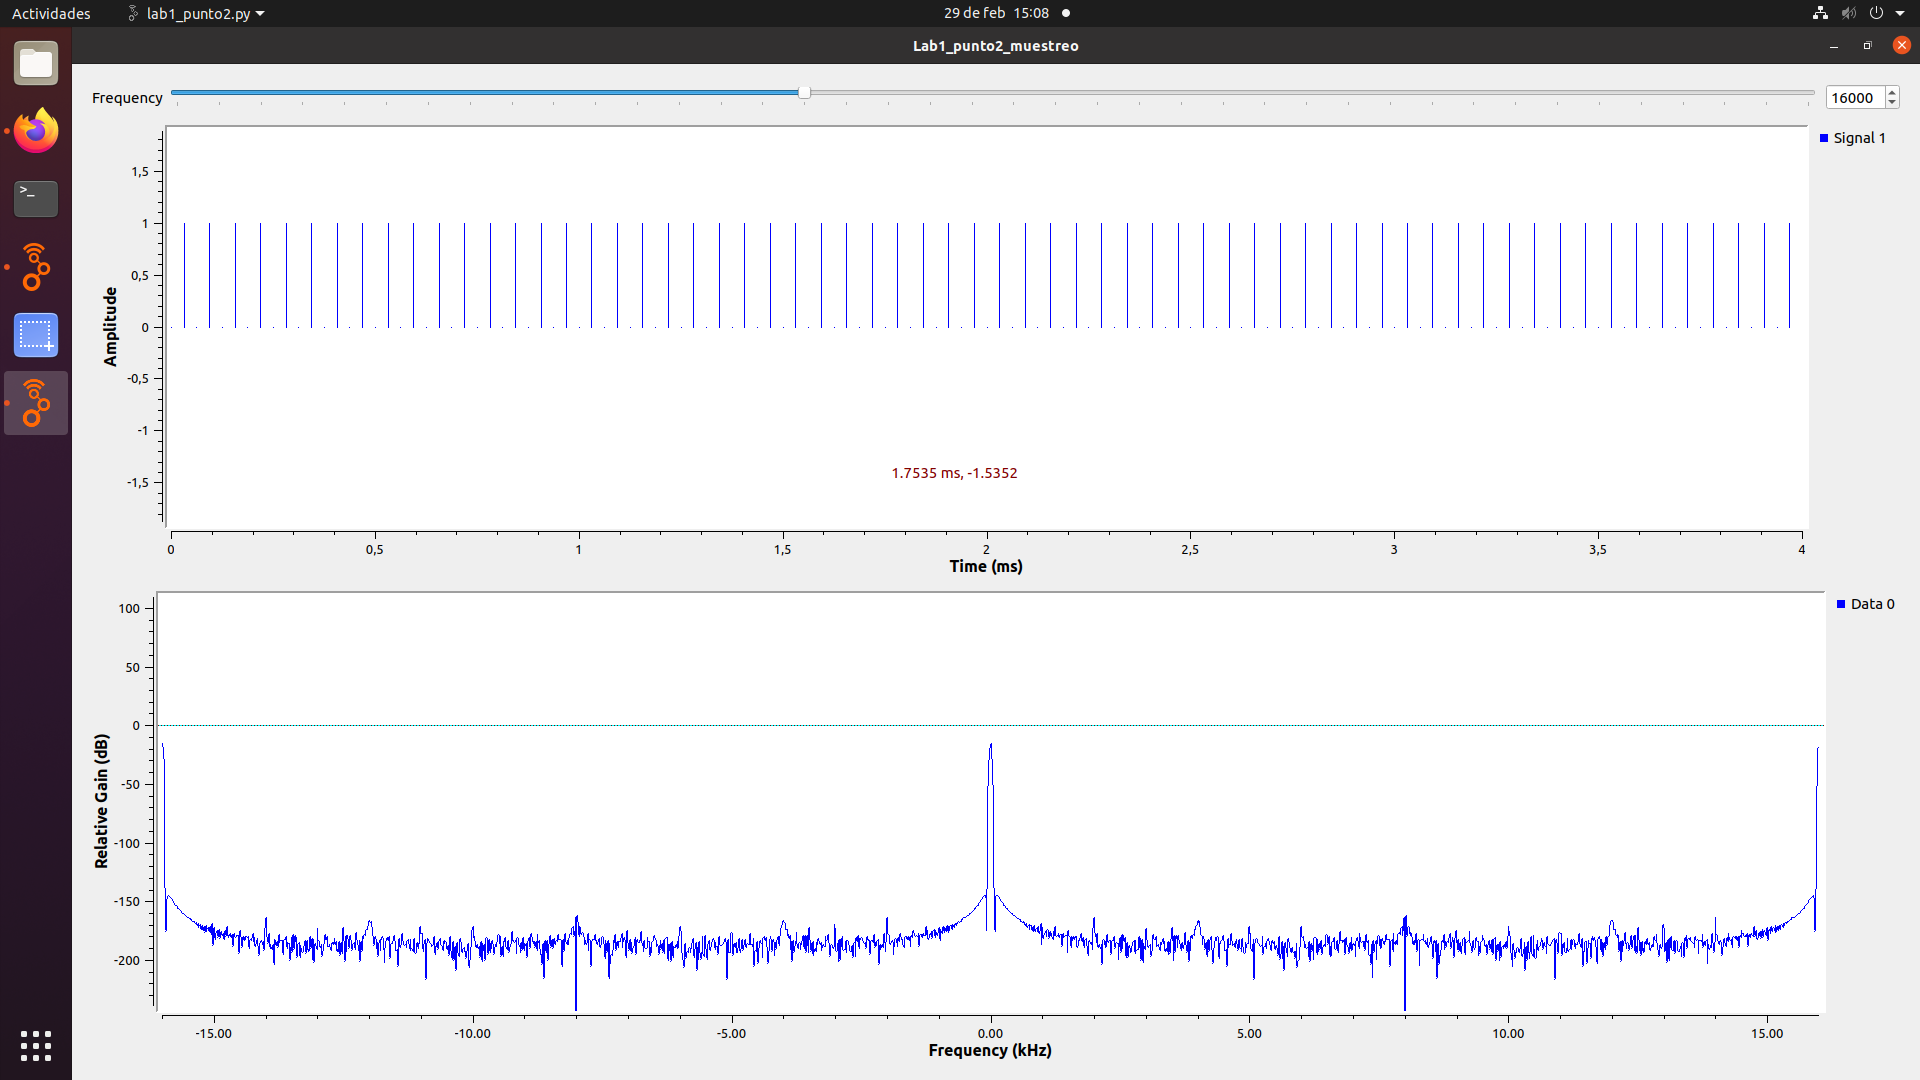 Actividades lab1_punto2.py 29 de feb 15:08
Lab1_punto2_muestreo
Frequency 16000
Signal 1
1,5
1
0,5
0
-0,5
-1
-1,5
Amplitude
1.7535 ms, -1.5352
0 0,5 1 1,5 2 2,5 3 3,5 4
Time (ms)
Data 0
100
50
0
-50
-100
-150
-200
Relative Gain (dB)
-15.00 -10.00 -5.00 0.00 5.00 10.00 15.00
Frequency (kHz)